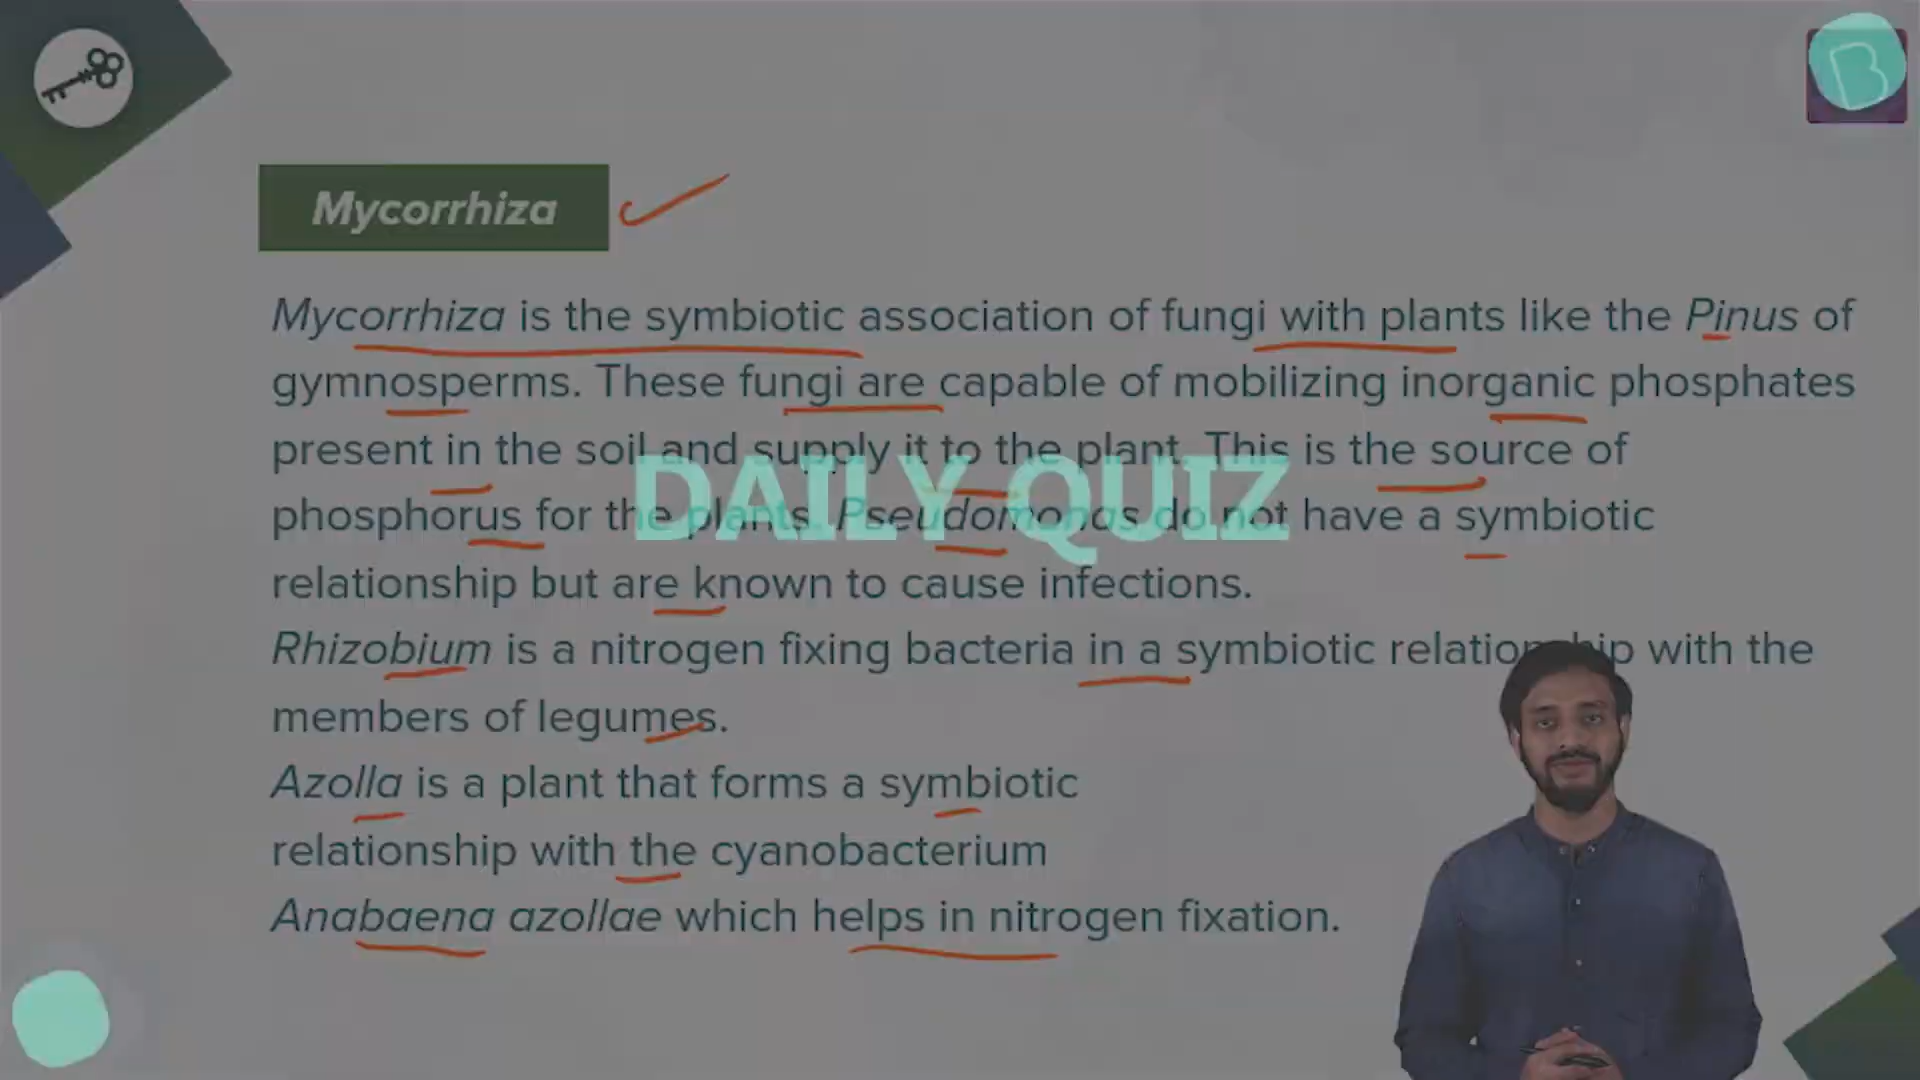 Mycorrhiza
Mycorrhiza is the symbiotic association of fungi with plants like the Pinus of
gymnosperms. These fungi are capable of mobilizing inorganic phosphates
present in the soil and supply it to the plant. This is the source of
DAILY QUIZ
phosphorus for the plants. Pseudomonas do not have a symbiotic
relationship but are known to cause infections.
Rhizobium is a nitrogen fixing bacteria in a symbiotic relationship with the
members of legumes.
Azolla is a plant that forms a symbiotic
relationship with the cyanobacterium
Anabaena azollae which helps in nitrogen fixation.
B